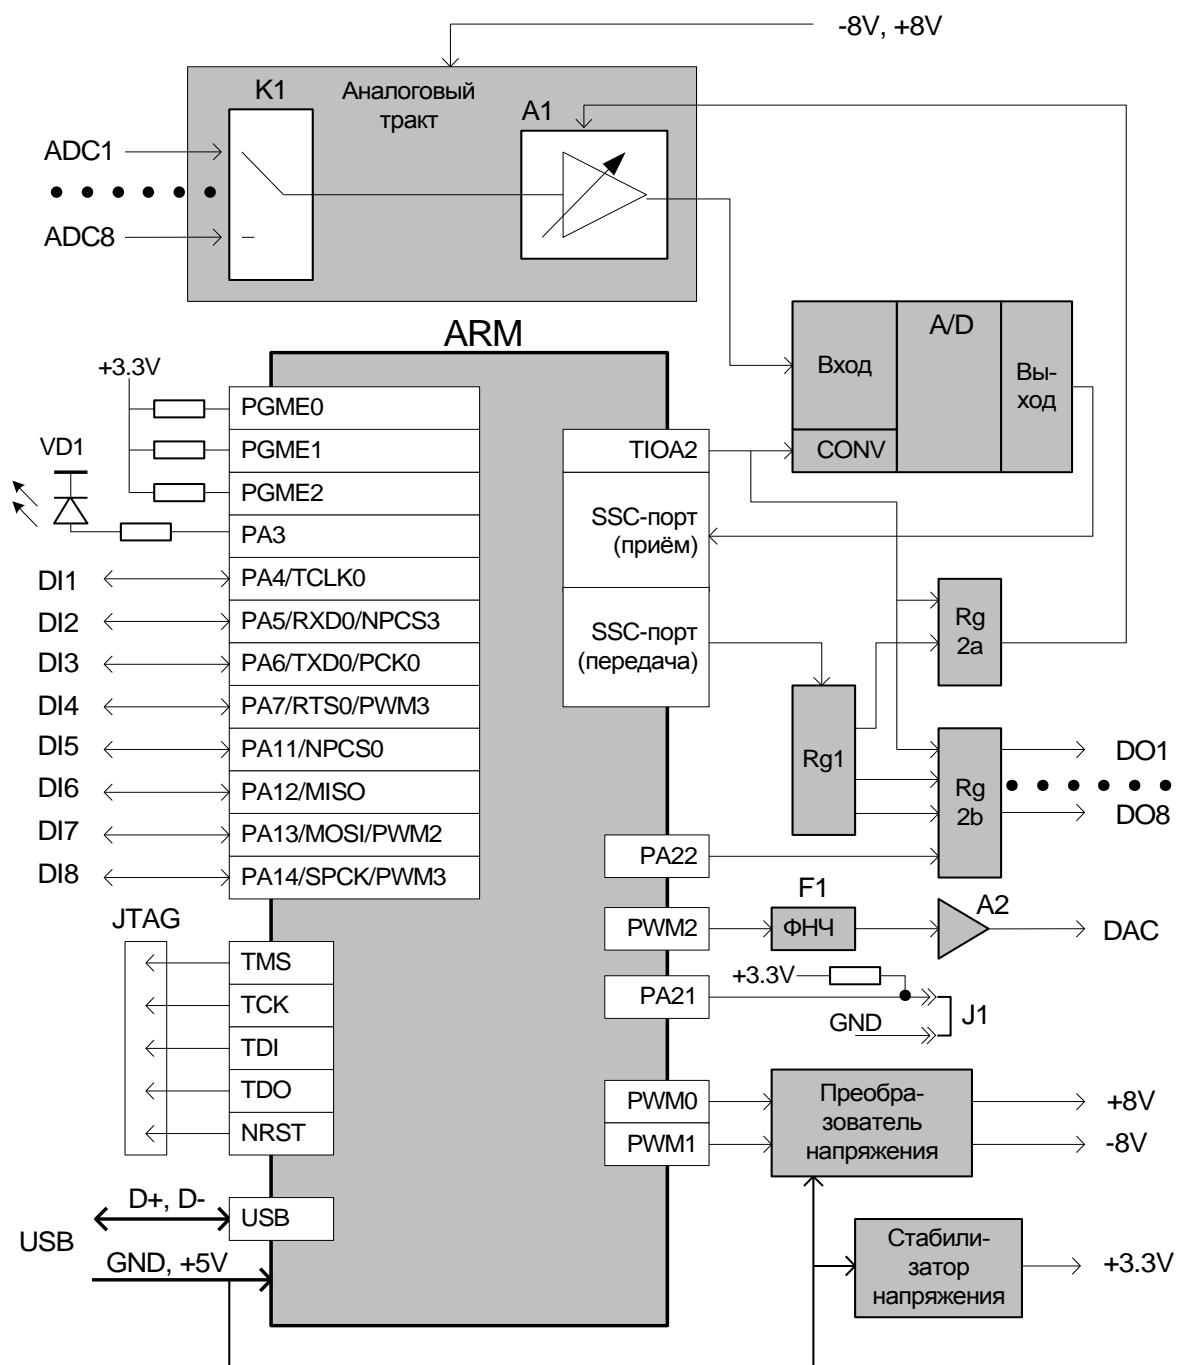 -8V, +8V
K1
Аналоговый
тракт
A1
ADC1
ADC8
ARM
A/D
Вход
Вы-
ход
CONV
+3.3V
PGME0
PGME1
PGME2
VD1
PA3
TIOA2
SSC-порт
(приём)
SSC-порт
(передача)
DI1
PA4/TCLK0
DI2
PA5/RXD0/NPCS3
DI3
PA6/TXD0/PCK0
DI4
PA7/RTS0/PWM3
DI5
PA11/NPCS0
DI6
PA12/MISO
DI7
PA13/MOSI/PWM2
DI8
PA14/SPCK/PWM3
Rg
2a
Rg1
Rg
2b
DO1
DO8
PA22
F1
PWM2
ФНЧ
A2
DAC
JTAG
TMS
TCK
TDI
TDO
NRST
+3.3V
PA21
GND
J1
PWM0
PWM1
Преобра-
зователь
напряжения
+8V
-8V
D+, D-
USB
USB
GND, +5V
Стабили-
затор
напряжения
+3.3V